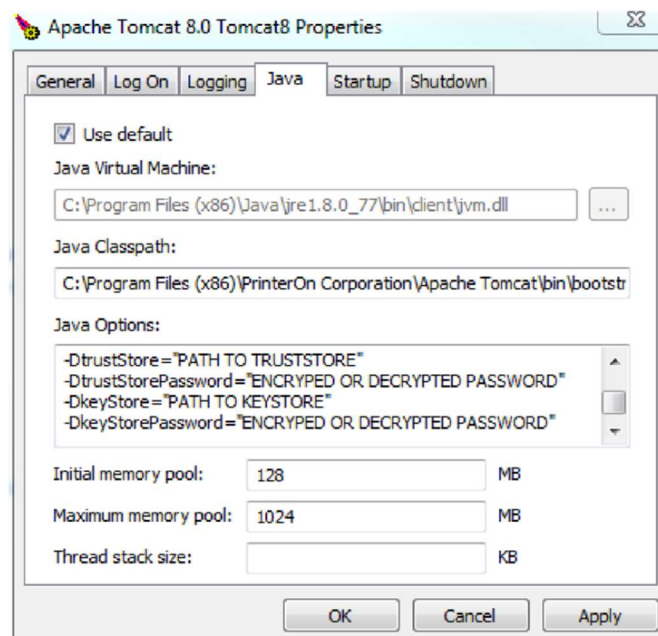 Apache Tomcat 8.0 Tomcat8 Properties
General Log On Logging Java Startup Shutdown
Use default
Java Virtual Machine:
C:\Program Files (x86)\Java\jre1.8.0_77\bin\client\jvm.dll
...
Java Classpath:
C:\Program Files (x86)\PrinterOn Corporation\Apache Tomcat\bin\bootstr
Java Options:
-DtrustStore="PATH TO TRUSTSTORE"
-DtrustStorePassword="ENCRYPED OR DECRYPTED PASSWORD"
-DkeyStore="PATH TO KEYSTORE"
-DkeyStorePassword="ENCRYPED OR DECRYPTED PASSWORD"
Initial memory pool: 128 MB
Maximum memory pool: 1024 MB
Thread stack size: KB
OK Cancel Apply